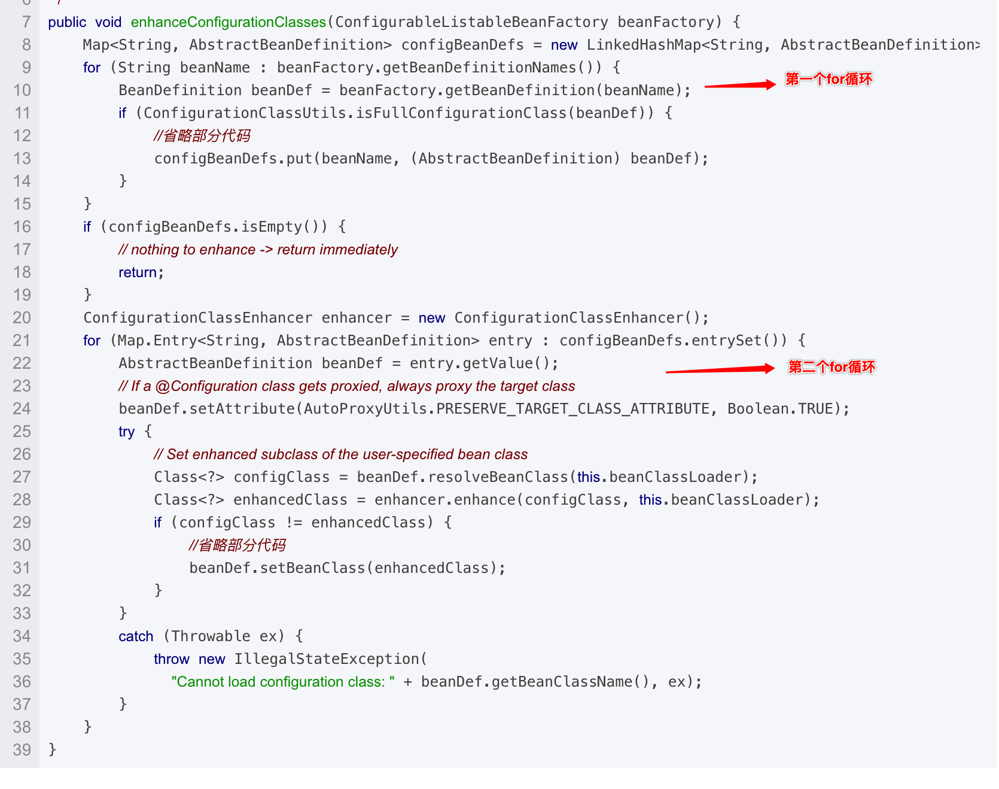 6 */
7 public void enhanceConfigurationClasses(ConfigurableListableBeanFactory beanFactory) {
8 Map<String, AbstractBeanDefinition> configBeanDefs = new LinkedHashMap<String, AbstractBeanDefinition>
9 for (String beanName : beanFactory.getBeanDefinitionNames()) {
第一个for循环
10 BeanDefinition beanDef = beanFactory.getBeanDefinition(beanName);
11 if (ConfigurationClassUtils.isFullConfigurationClass(beanDef)) {
12 //省略部分代码
13 configBeanDefs.put(beanName, (AbstractBeanDefinition) beanDef);
14 }
15 }
16 if (configBeanDefs.isEmpty()) {
17 // nothing to enhance -> return immediately
18 return;
19 }
20 ConfigurationClassEnhancer enhancer = new ConfigurationClassEnhancer();
21 for (Map.Entry<String, AbstractBeanDefinition> entry : configBeanDefs.entrySet()) {
22 AbstractBeanDefinition beanDef = entry.getValue();
第二个for循环
23 // If a @Configuration class gets proxied, always proxy the target class
24 beanDef.setAttribute(AutoProxyUtils.PRESERVE_TARGET_CLASS_ATTRIBUTE, Boolean.TRUE);
25 try {
26 // Set enhanced subclass of the user-specified bean class
27 Class<?> configClass = beanDef.resolveBeanClass(this.beanClassLoader);
28 Class<?> enhancedClass = enhancer.enhance(configClass, this.beanClassLoader);
29 if (configClass != enhancedClass) {
30 //省略部分代码
31 beanDef.setBeanClass(enhancedClass);
32 }
33 }
34 catch (Throwable ex) {
35 throw new IllegalStateException(
36 "Cannot load configuration class: " + beanDef.getBeanClassName(), ex);
37 }
38 }
39 }